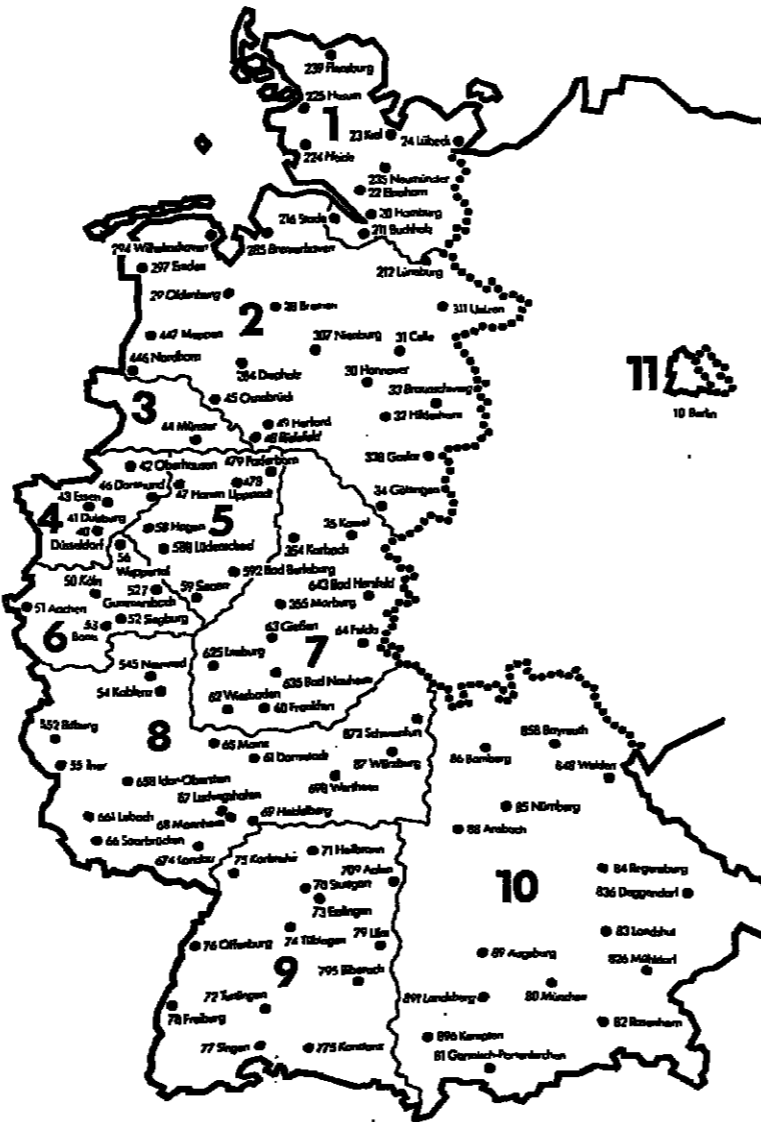 239 Flensburg
225 Husum
1
23 Kiel
24 Lübeck
224 Heide
235 Neumünster
22 Elmshorn
216 Stade
20 Hamburg
211 Buchholz
294 Wilhelmshaven
285 Bremerhaven
297 Emden
212 Lüneburg
29 Oldenburg
28 Bremen
311 Uelzen
2
447 Meppen
307 Nienburg
31 Celle
11
446 Nordhorn
284 Diepholz
30 Hannover
10 Berlin
45 Osnabrück
33 Braunschweig
3
49 Herford
32 Hildesheim
44 Münster
48 Bielefeld
338 Goslar
42 Oberhausen
479 Paderborn
46 Dortmund
47 Hamm
Lippstadt
478
43 Essen
34 Göttingen
4
41 Duisburg
5
40
Düsseldorf
58 Hagen
35 Kassel
588 Lüdenscheid
354 Korbach
56
Wuppertal
592 Bad Berleburg
50 Köln
527
Gummersbach
59 Siegen
643 Bad Hersfeld
355 Marburg
51 Aachen
52 Siegburg
53
Bonn
6
63 Gießen
64 Fulda
7
545 Neuwied
625 Limburg
635 Bad Nauheim
54 Koblenz
62 Wiesbaden
60 Frankfurt
872 Schweinfurt
552 Bitburg
8
65 Mainz
858 Bayreuth
61 Darmstadt
87 Würzburg
86 Bamberg
55 Trier
848 Weiden
658 Idar-Oberstein
698 Wertheim
67 Ludwigshafen
85 Nürnberg
661 Lebach
68 Mannheim
69 Heidelberg
88 Ansbach
66 Saarbrücken
674 Landau
71 Heilbronn
75 Karlsruhe
709 Aalen
84 Regensburg
70 Stuttgart
10
836 Deggendorf
73 Esslingen
74 Tübingen
79 Ulm
83 Landshut
76 Offenburg
89 Augsburg
9
795 Biberach
826 Mühldorf
72 Tuttlingen
891 Landsberg
80 München
78 Freiburg
82 Rosenheim
896 Kempten
77 Singen
775 Konstanz
81 Garmisch-Partenkirchen